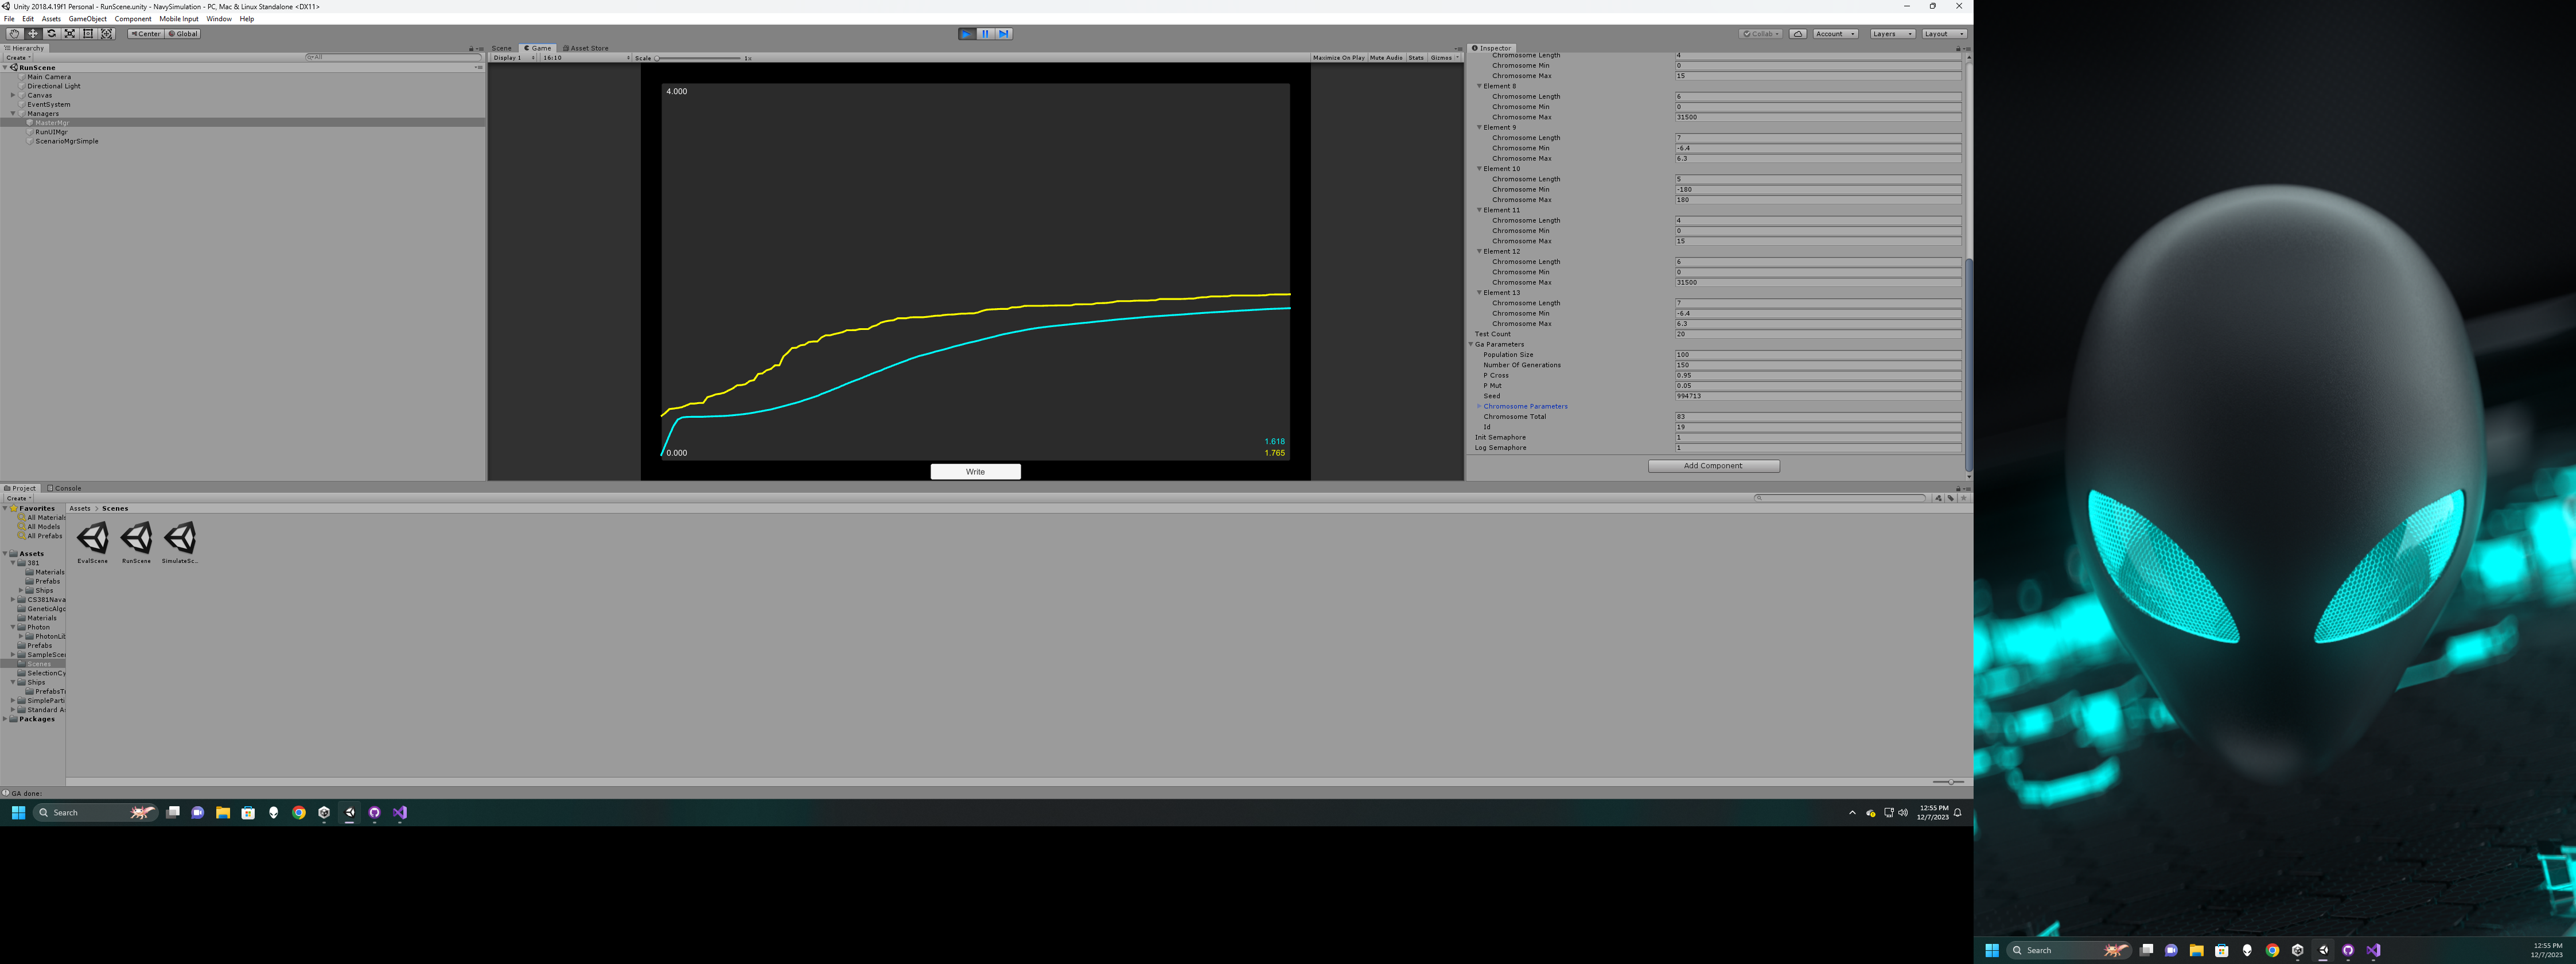 Unity 2018.4.19f1 Personal - RunScene.unity - NavySimulation - PC, Mac & Linux Standalone <DX11>
File Edit Assets GameObject Component Mobile Input Window Help
Center Global Collab Account Layers Layout
Hierarchy
Create All
RunScene
Main Camera
Directional Light
Canvas
EventSystem
Managers
MasterMgr
RunUIMgr
ScenarioMgrSimple
Scene Game Asset Store
Display 1 16:10 Scale 1x Maximize On Play Mute Audio Stats Gizmos
4.000
1.618
0.000 1.765
Write
Inspector
Chromosome Length 4
Chromosome Min 0
Chromosome Max 15
Element 8
Chromosome Length 6
Chromosome Min 0
Chromosome Max 31500
Element 9
Chromosome Length 7
Chromosome Min -6.4
Chromosome Max 6.3
Element 10
Chromosome Length 5
Chromosome Min -180
Chromosome Max 180
Element 11
Chromosome Length 4
Chromosome Min 0
Chromosome Max 15
Element 12
Chromosome Length 6
Chromosome Min 0
Chromosome Max 31500
Element 13
Chromosome Length 7
Chromosome Min -6.4
Chromosome Max 6.3
Test Count 20
Ga Parameters
Population Size 100
Number Of Generations 150
P Cross 0.95
P Mut 0.05
Seed 994713
Chromosome Parameters
Chromosome Total 83
Id 19
Init Semaphore 1
Log Semaphore 1
Add Component
Project Console
Create
Favorites
All Materials
All Models
All Prefabs
Assets
381
Materials
Prefabs
Ships
CS381Nava
GeneticAlgo
Materials
Photon
PhotonLib
Prefabs
SampleScen
Scenes
SelectionCy
Ships
PrefabsTr
SimpleParti
Standard As
Packages
Assets > Scenes
EvalScene RunScene SimulateSc...
GA done:
Search
12:55 PM
12/7/2023
Search
12:55 PM
12/7/2023